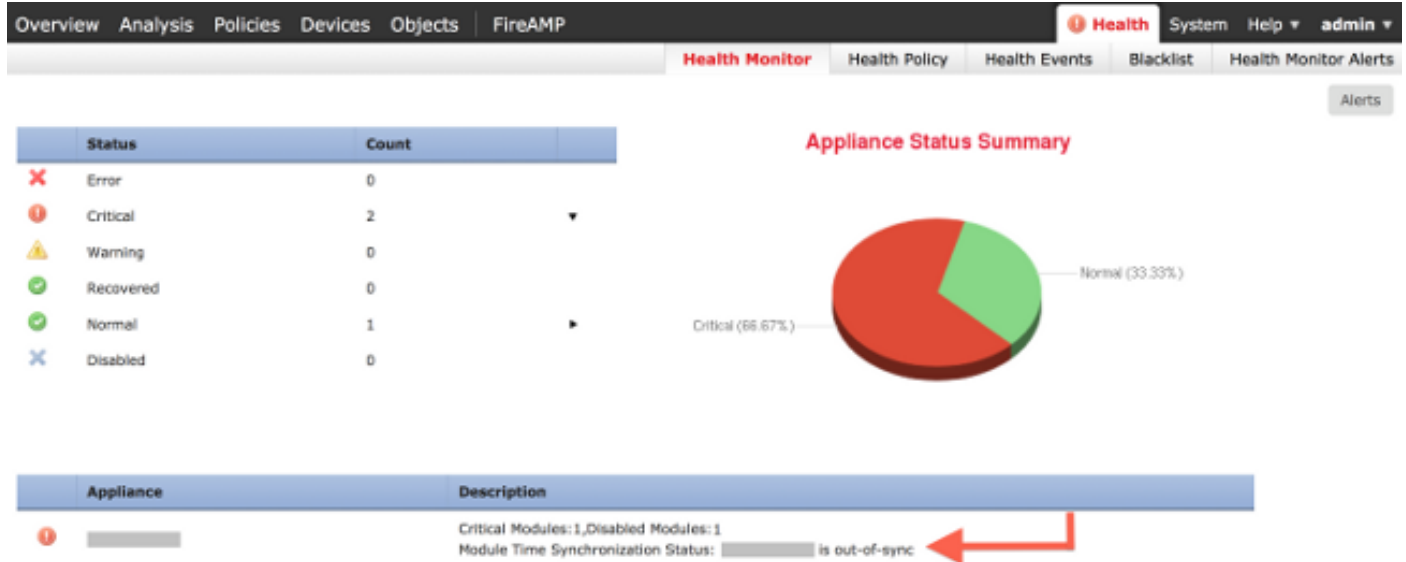 Overview Analysis Policies Devices Objects FireAMP Health System Help ▾ admin ▾
Health Monitor Health Policy Health Events Blacklist Health Monitor Alerts
Alerts
Status Count
Error 0
Critical 2
Warning 0
Recovered 0
Normal 1
Disabled 0
Appliance Status Summary
Normal (33.33%)
Critical (66.67%)
Appliance Description
Critical Modules:1,Disabled Modules:1
Module Time Synchronization Status: is out-of-sync